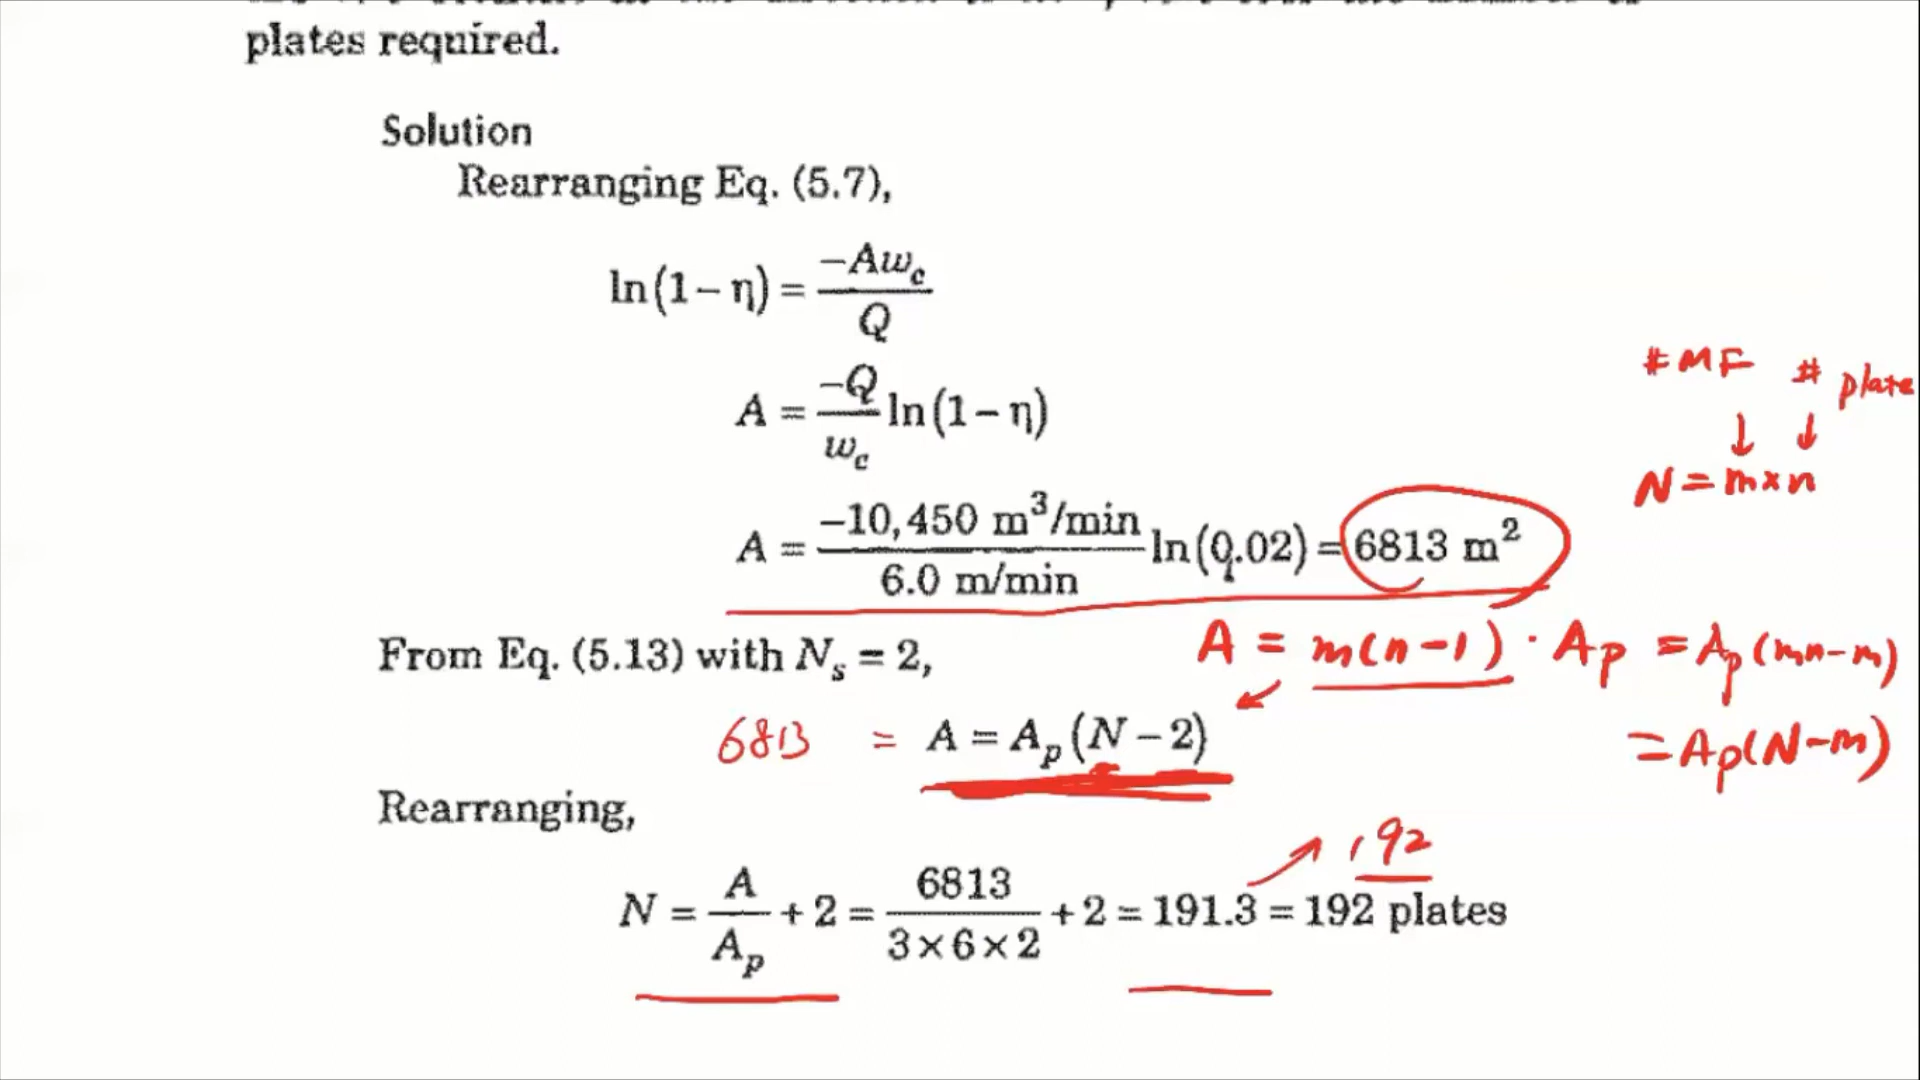 plates required.
Solution
Rearranging Eq. (5.7),
ln(1 − η) = −Aw_c / Q
A = −Q / w_c ln(1 − η)
A = −10,450 m³/min / 6.0 m/min ln(0.02) = 6813 m²
# MF # plate
↓ ↓
N = m×n
From Eq. (5.13) with N_s = 2,
A = m(n−1) · Ap = Ap(mn−m)
= Ap(N−m)
6813 = A = A_p (N − 2)
Rearranging,
192
N = A / A_p + 2 = 6813 / 3×6×2 + 2 = 191.3 = 192 plates